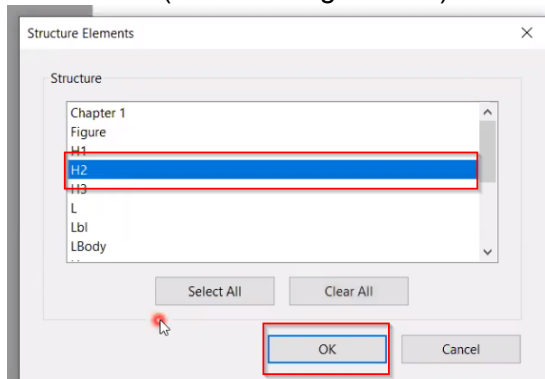 Structure Elements
Structure
Chapter 1
Figure
H1
H2
H3
L
Lbl
LBody
Select All Clear All
OK Cancel